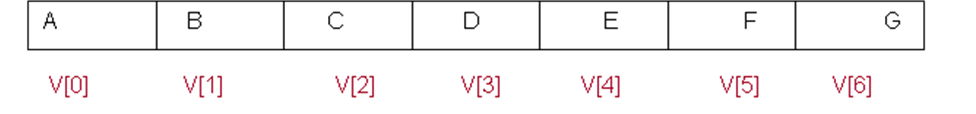 A B C D E F G
V[0] V[1] V[2] V[3] V[4] V[5] V[6]